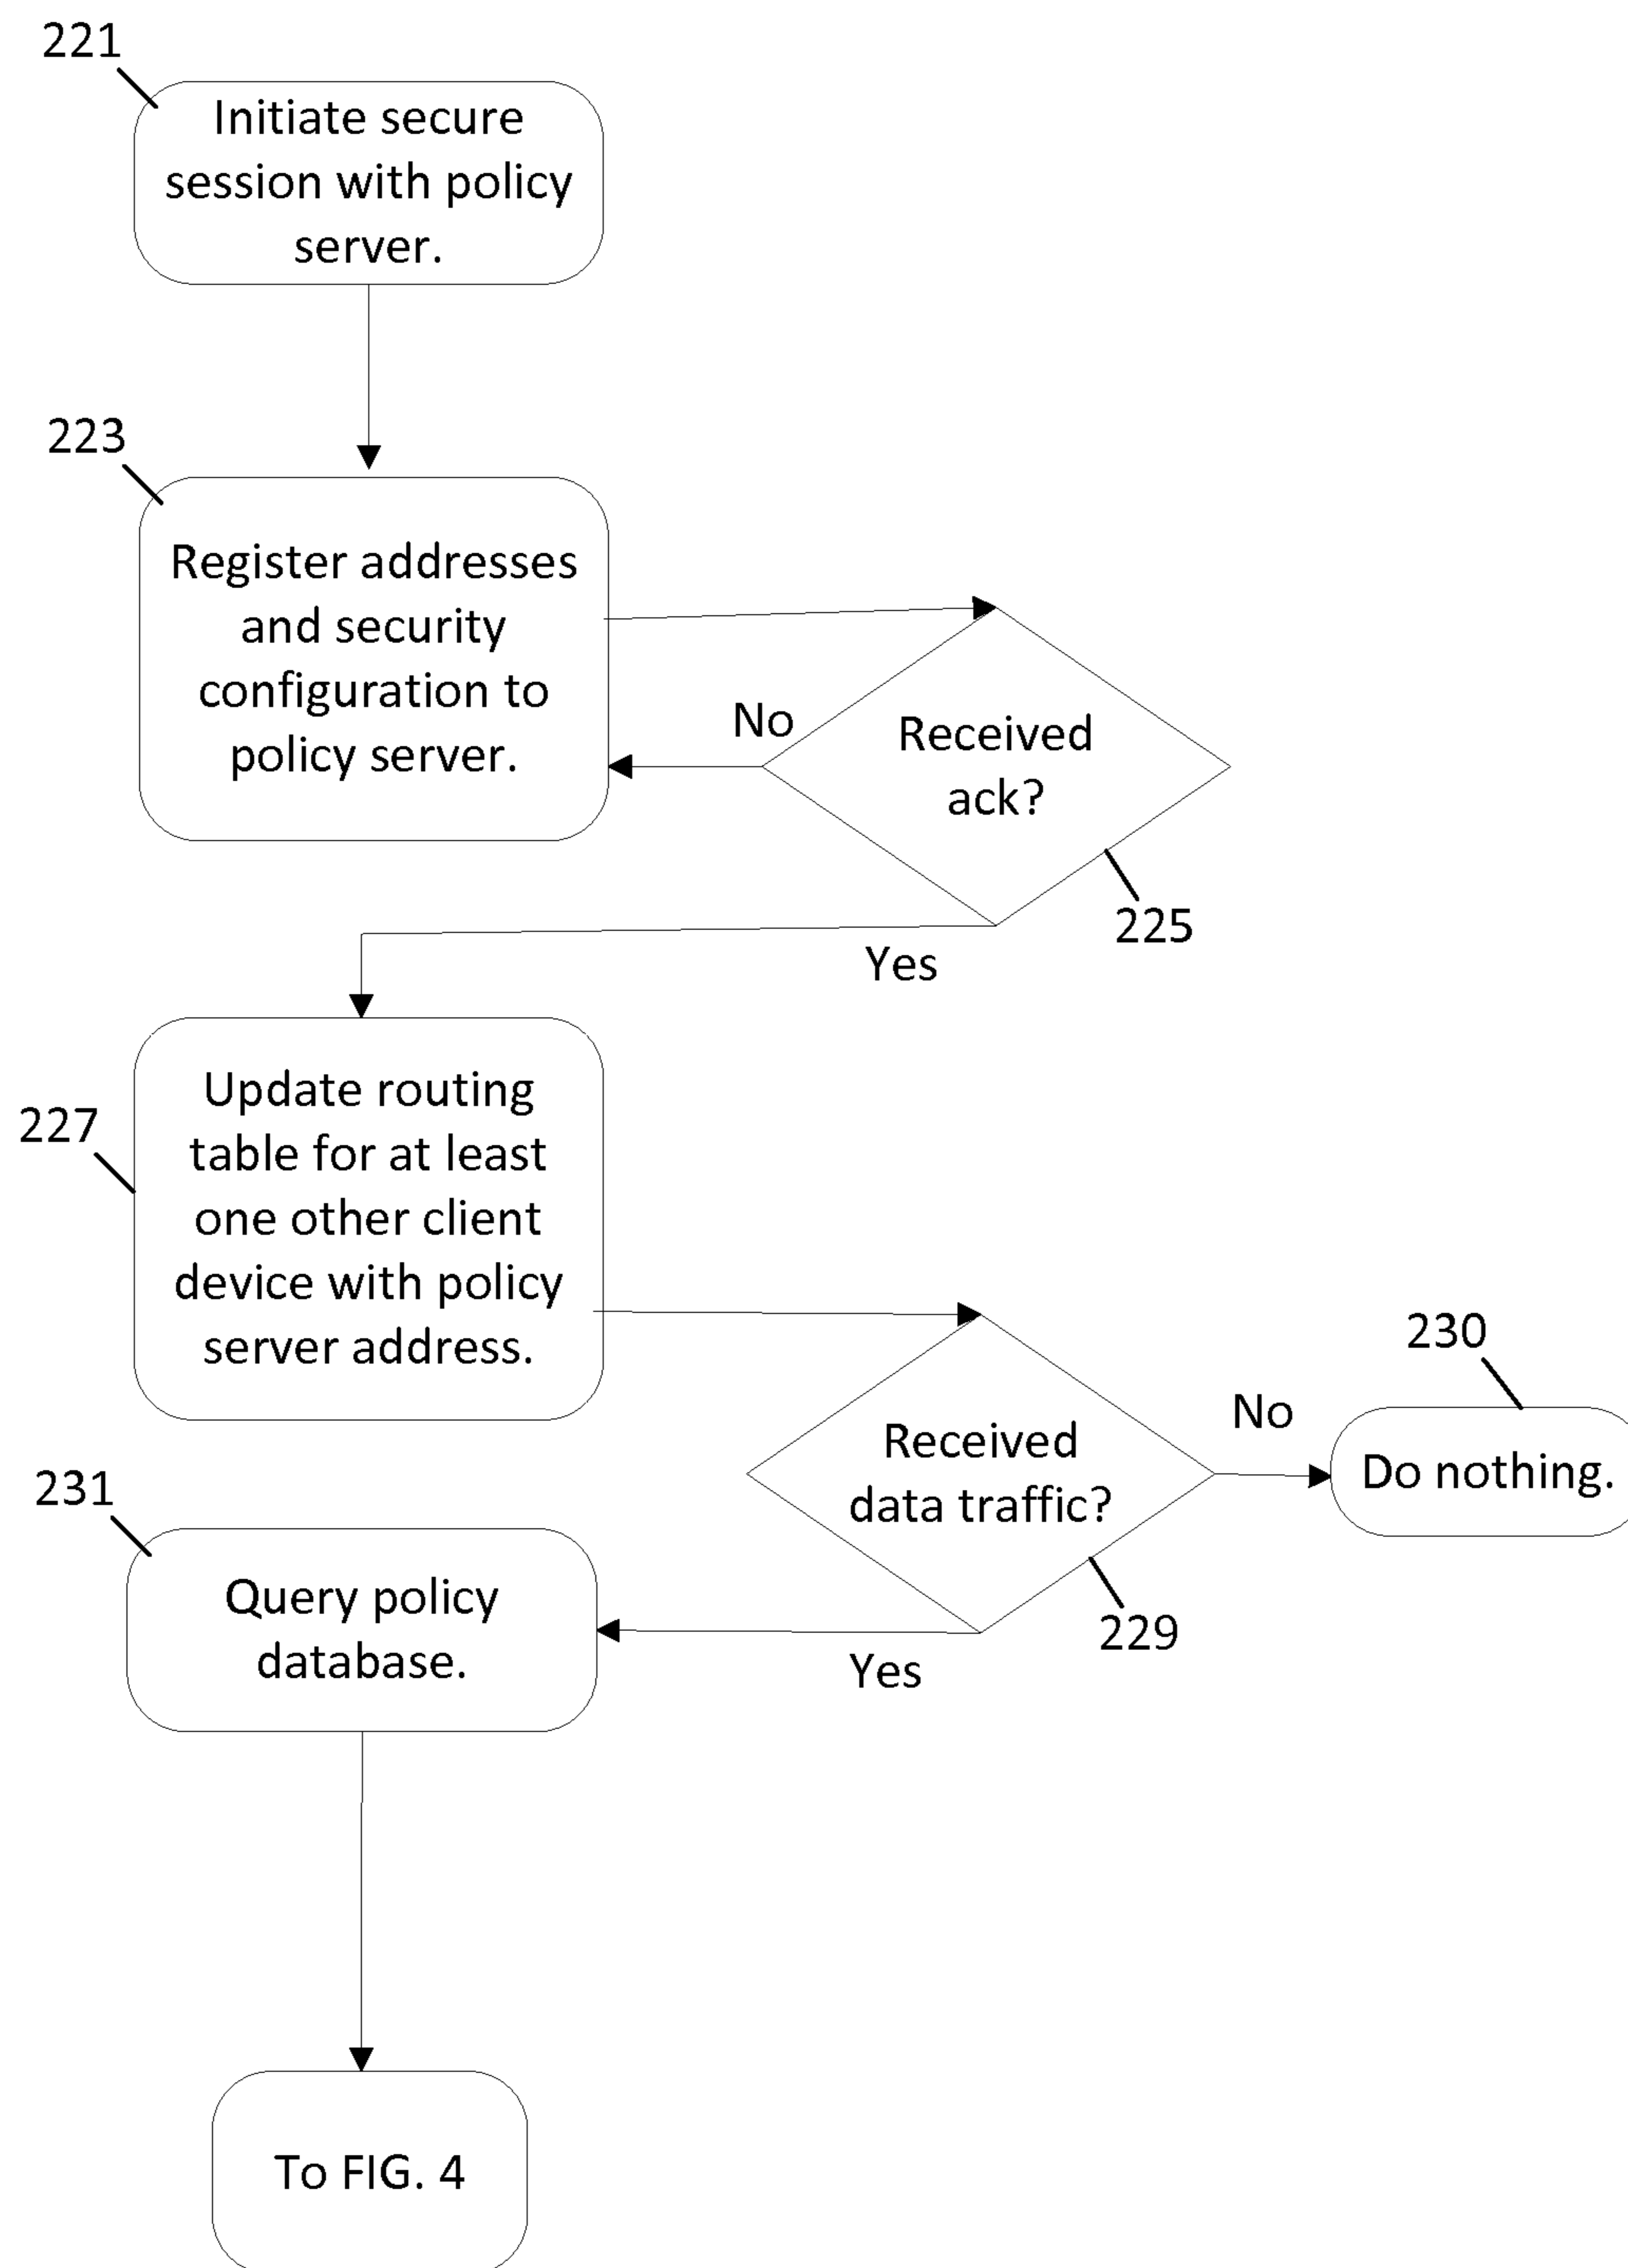 221
Initiate secure
session with policy
server.
223
Register addresses
and security
configuration to
policy server.
No
Received
ack?
225
Yes
227
Update routing
table for at least
one other client
device with policy
server address.
230
No
Do nothing.
Received
data traffic?
229
Yes
231
Query policy
database.
To FIG. 4